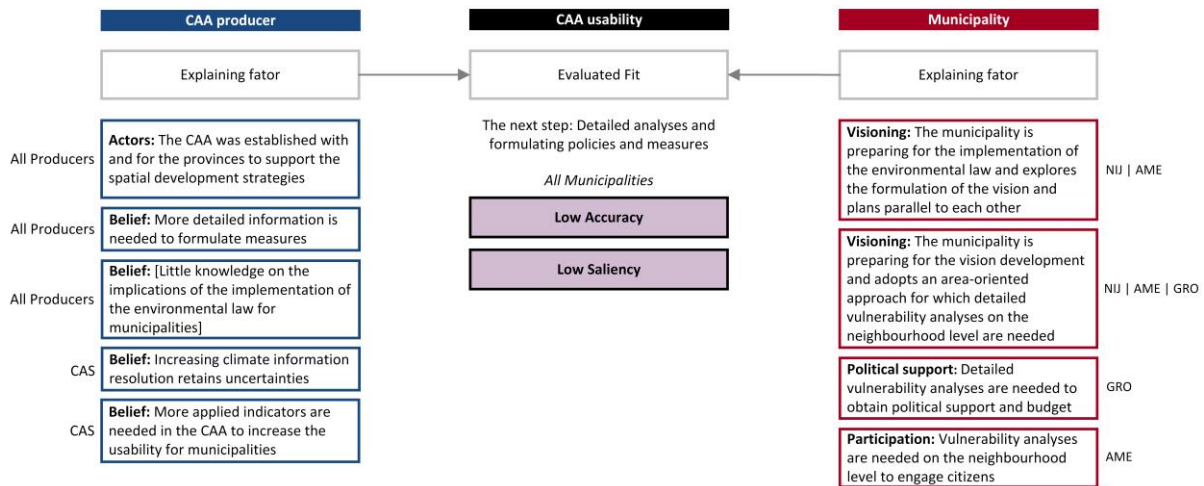 CAA producer
CAA usability
Municipality
Explaining fator
Evaluated Fit
Explaining fator
All Producers
Actors: The CAA was established with
and for the provinces to support the
spatial development strategies
All Producers
Belief: More detailed information is
needed to formulate measures
All Producers
Belief: [Little knowledge on the
implications of the implementation of
the environmental law for
municipalities]
CAS
Belief: Increasing climate information
resolution retains uncertainties
CAS
Belief: More applied indicators are
needed in the CAA to increase the
usability for municipalities
The next step: Detailed analyses and
formulating policies and measures
All Municipalities
Low Accuracy
Low Saliency
Visioning: The municipality is
preparing for the implementation of
the environmental law and explores
the formulation of the vision and
plans parallel to each other
NIJ | AME
Visioning: The municipality is
preparing for the vision development
and adopts an area-oriented
approach for which detailed
vulnerability analyses on the
neighbourhood level are needed
NIJ | AME | GRO
Political support: Detailed
vulnerability analyses are needed to
obtain political support and budget
GRO
Participation: Vulnerability analyses
are needed on the neighbourhood
level to engage citizens
AME